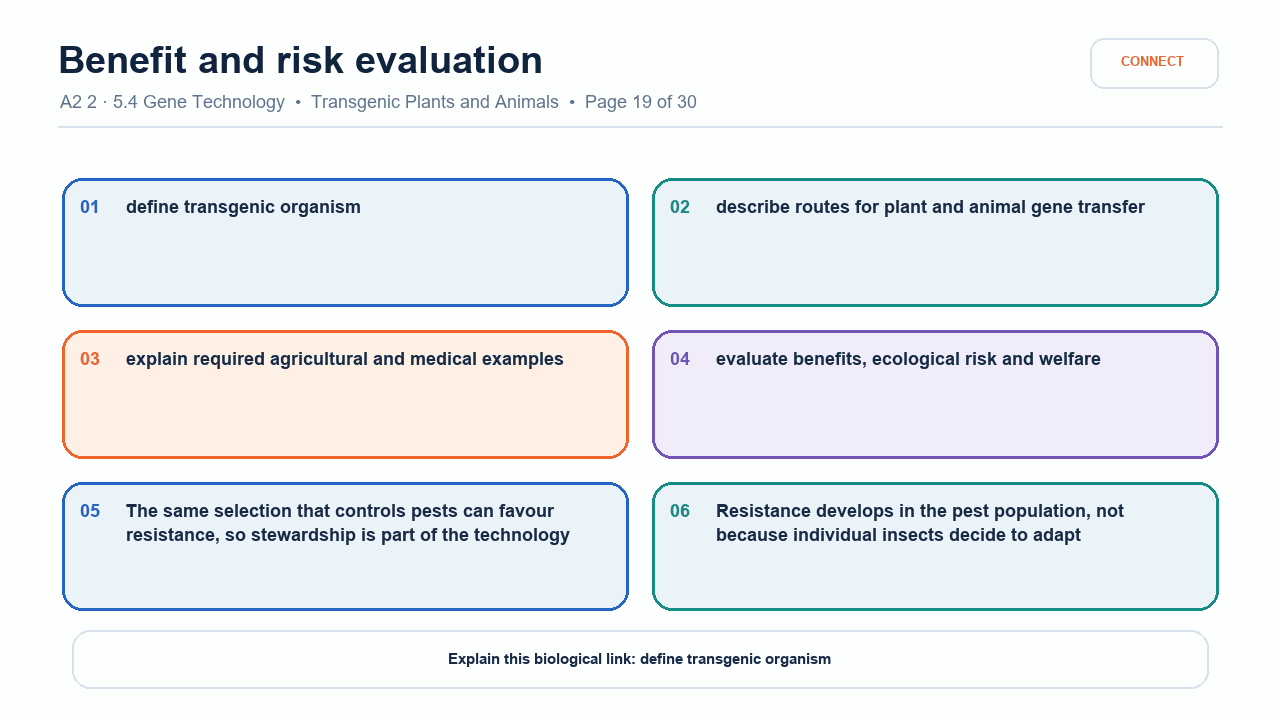 Benefit and risk evaluation
CONNECT
A2 2 · 5.4 Gene Technology • Transgenic Plants and Animals • Page 19 of 30
01 define transgenic organism
02 describe routes for plant and animal gene transfer
03 explain required agricultural and medical examples
04 evaluate benefits, ecological risk and welfare
05 The same selection that controls pests can favour
resistance, so stewardship is part of the technology
06 Resistance develops in the pest population, not
because individual insects decide to adapt
Explain this biological link: define transgenic organism